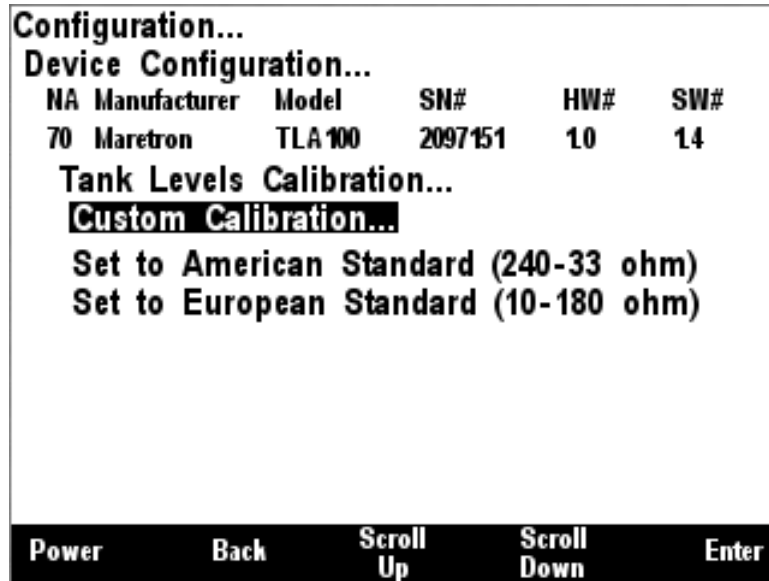 Configuration...
Device Configuration...
NA Manufacturer Model SN# HW# SW#
70 Maretron TLA100 2097151 1.0 1.4
Tank Levels Calibration...
Custom Calibration...
Set to American Standard (240-33 ohm)
Set to European Standard (10-180 ohm)
Power Back Scroll Up Scroll Down Enter